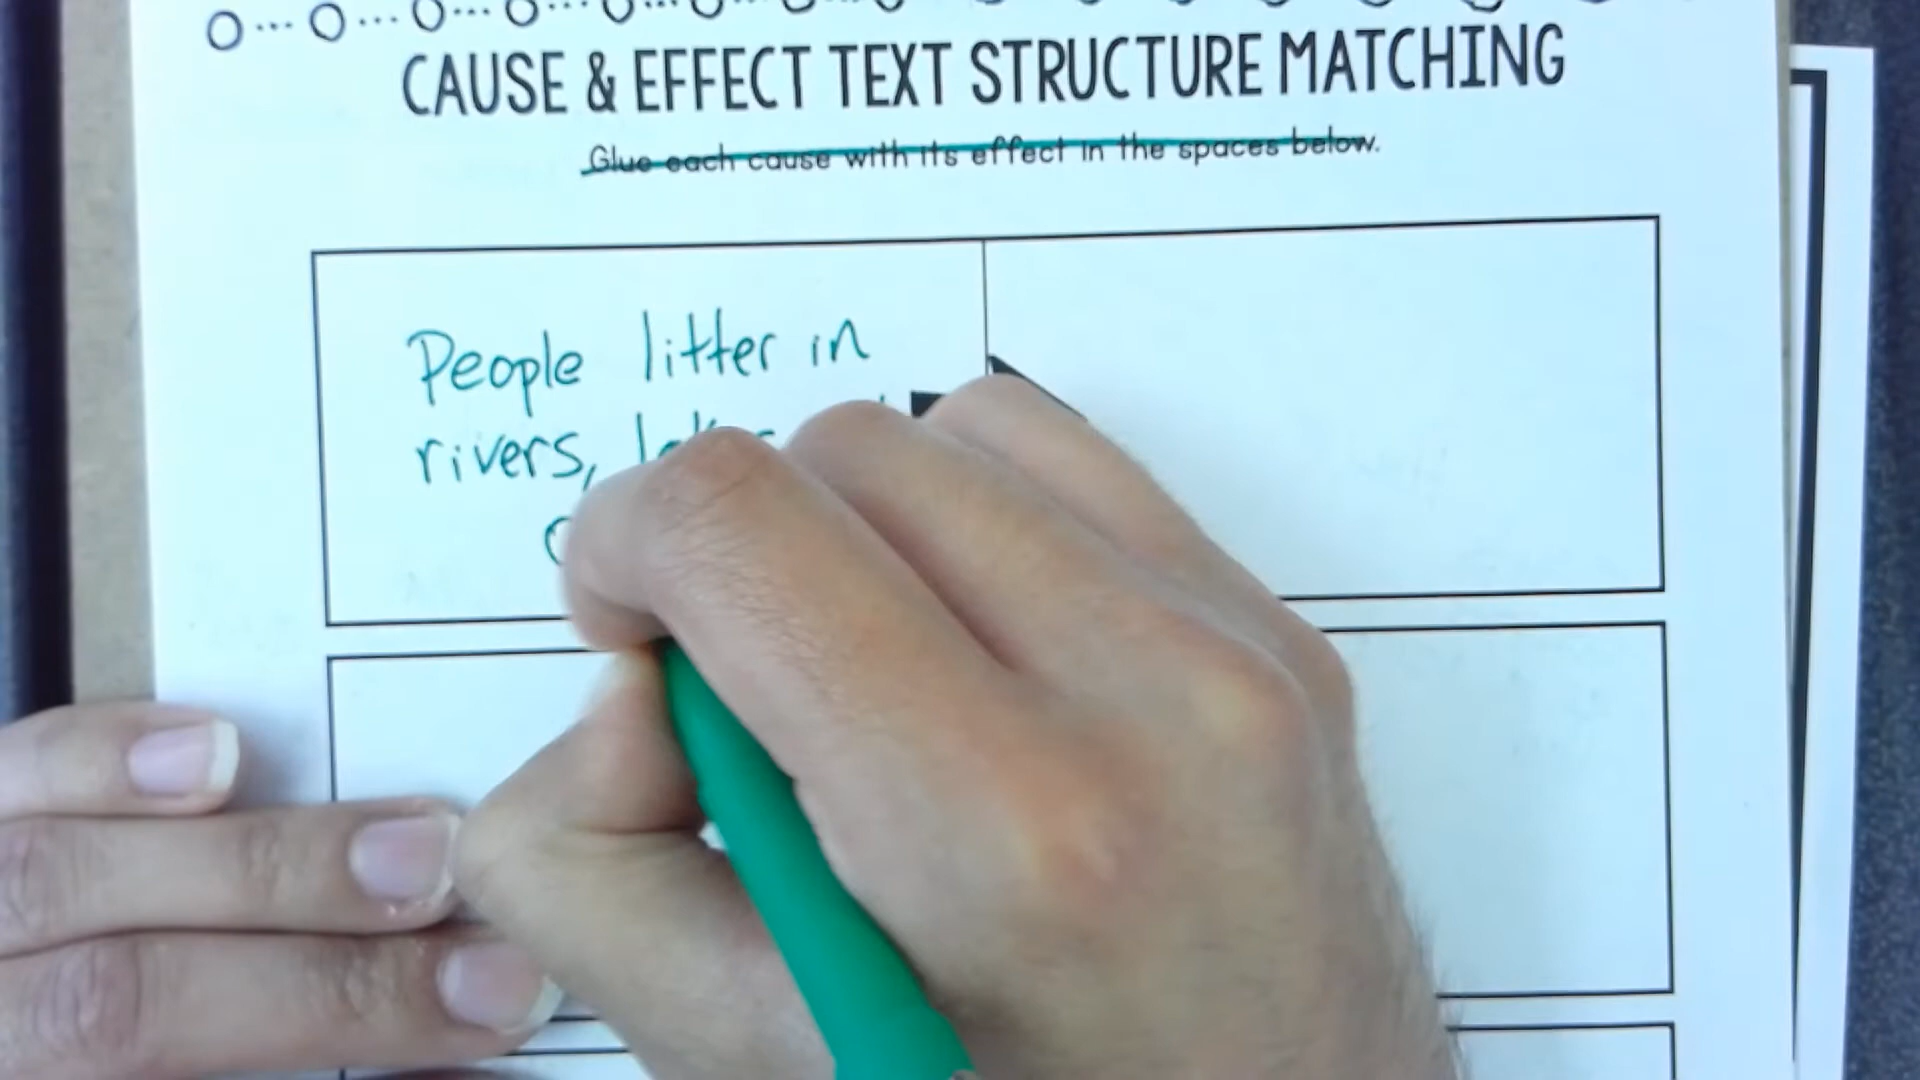 CAUSE & EFFECT TEXT STRUCTURE MATCHING
Glue each cause with its effect in the spaces below.
People litter in
rivers,